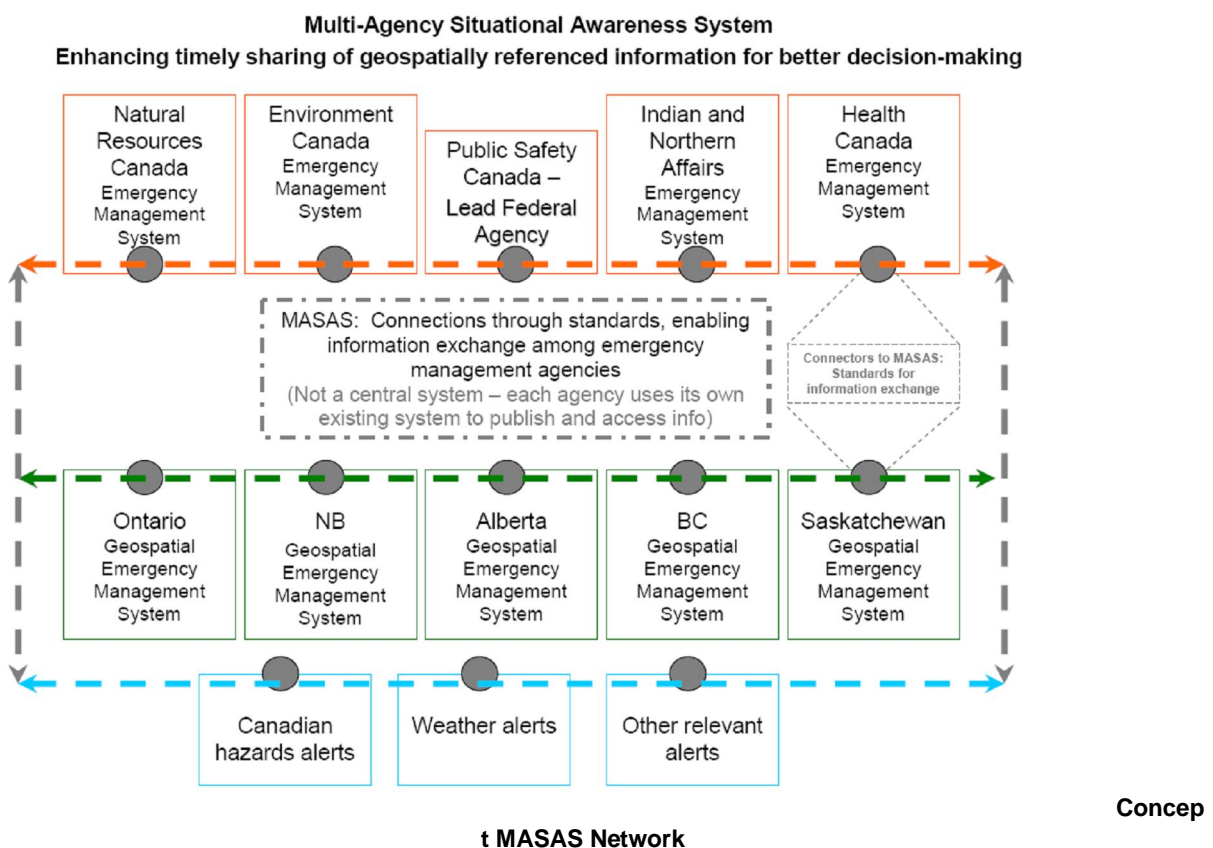 Multi-Agency Situational Awareness System
Enhancing timely sharing of geospatially referenced information for better decision-making
Natural
Resources
Canada
Emergency
Management
System
Environment
Canada
Emergency
Management
System
Public Safety
Canada –
Lead Federal
Agency
Indian and
Northern
Affairs
Emergency
Management
System
Health
Canada
Emergency
Management
System
MASAS: Connections through standards, enabling
information exchange among emergency
management agencies
(Not a central system – each agency uses its own
existing system to publish and access info)
Connectors to MASAS:
Standards for
information exchange
Ontario
Geospatial
Emergency
Management
System
NB
Geospatial
Emergency
Management
System
Alberta
Geospatial
Emergency
Management
System
BC
Geospatial
Emergency
Management
System
Saskatchewan
Geospatial
Emergency
Management
System
Canadian
hazards alerts
Weather alerts
Other relevant
alerts
Concep
t MASAS Network